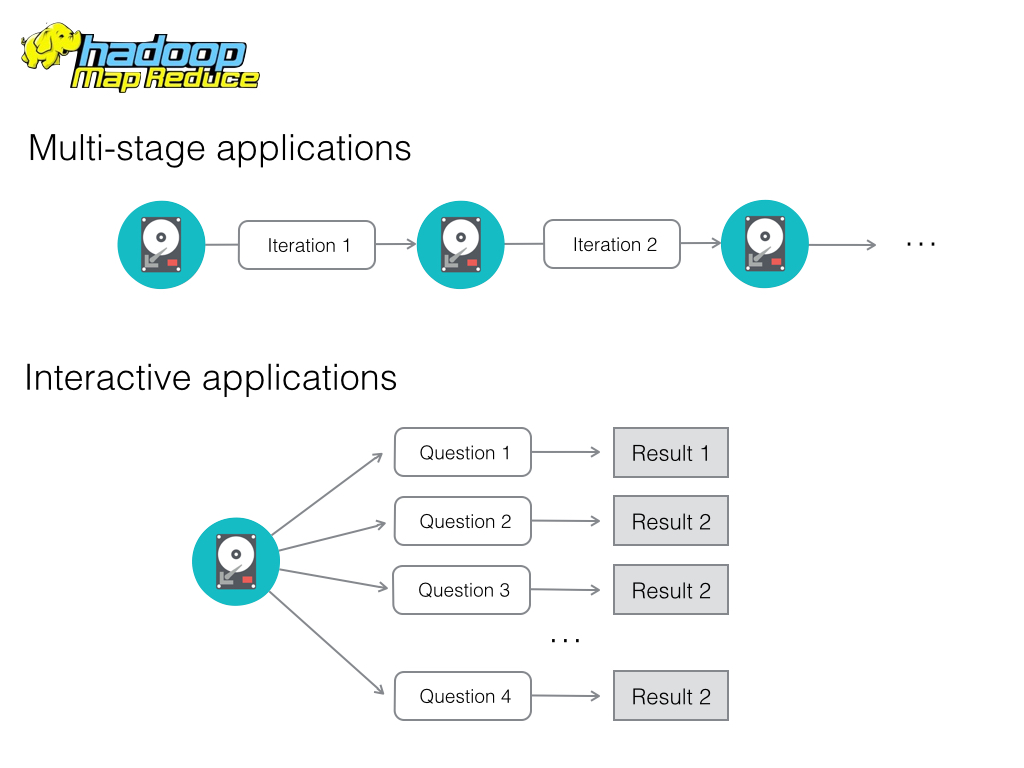 hadoop
Map Reduce
Multi-stage applications
Iteration 1
Iteration 2
. . .
Interactive applications
Question 1
Result 1
Question 2
Result 2
Question 3
Result 2
. . .
Question 4
Result 2